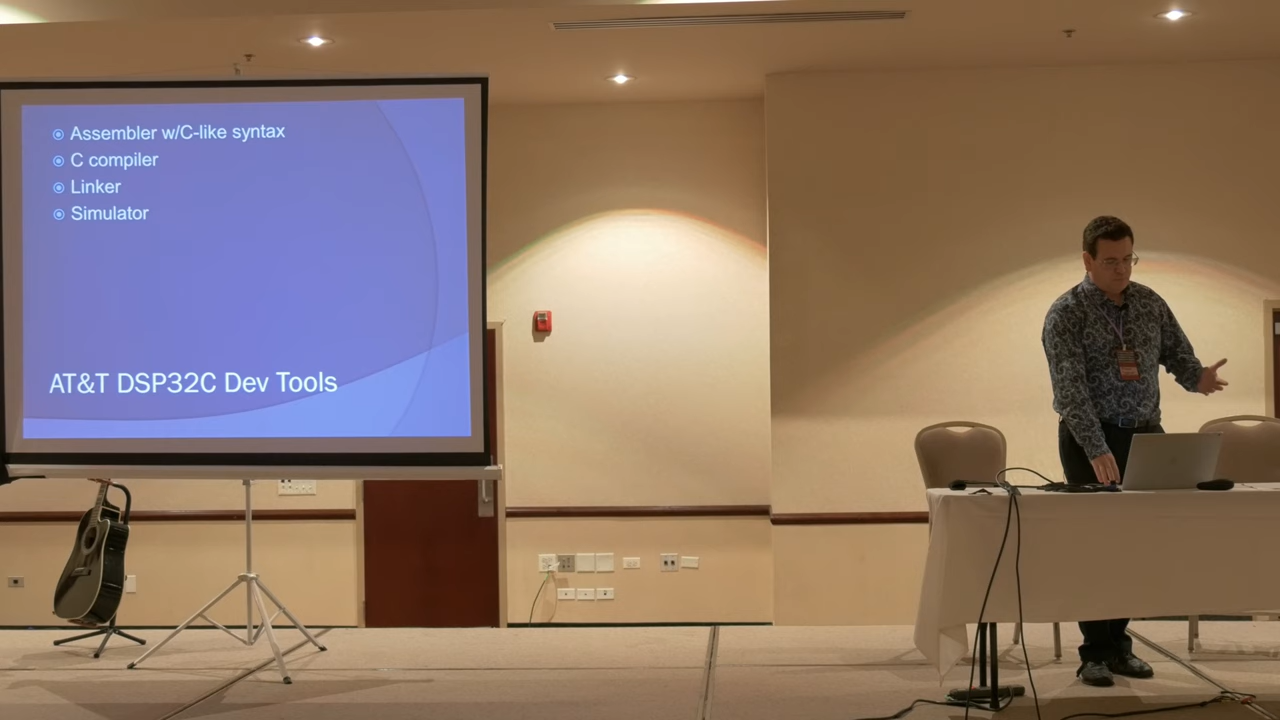 Assembler w/C-like syntax
C compiler
Linker
Simulator
AT&T DSP32C Dev Tools